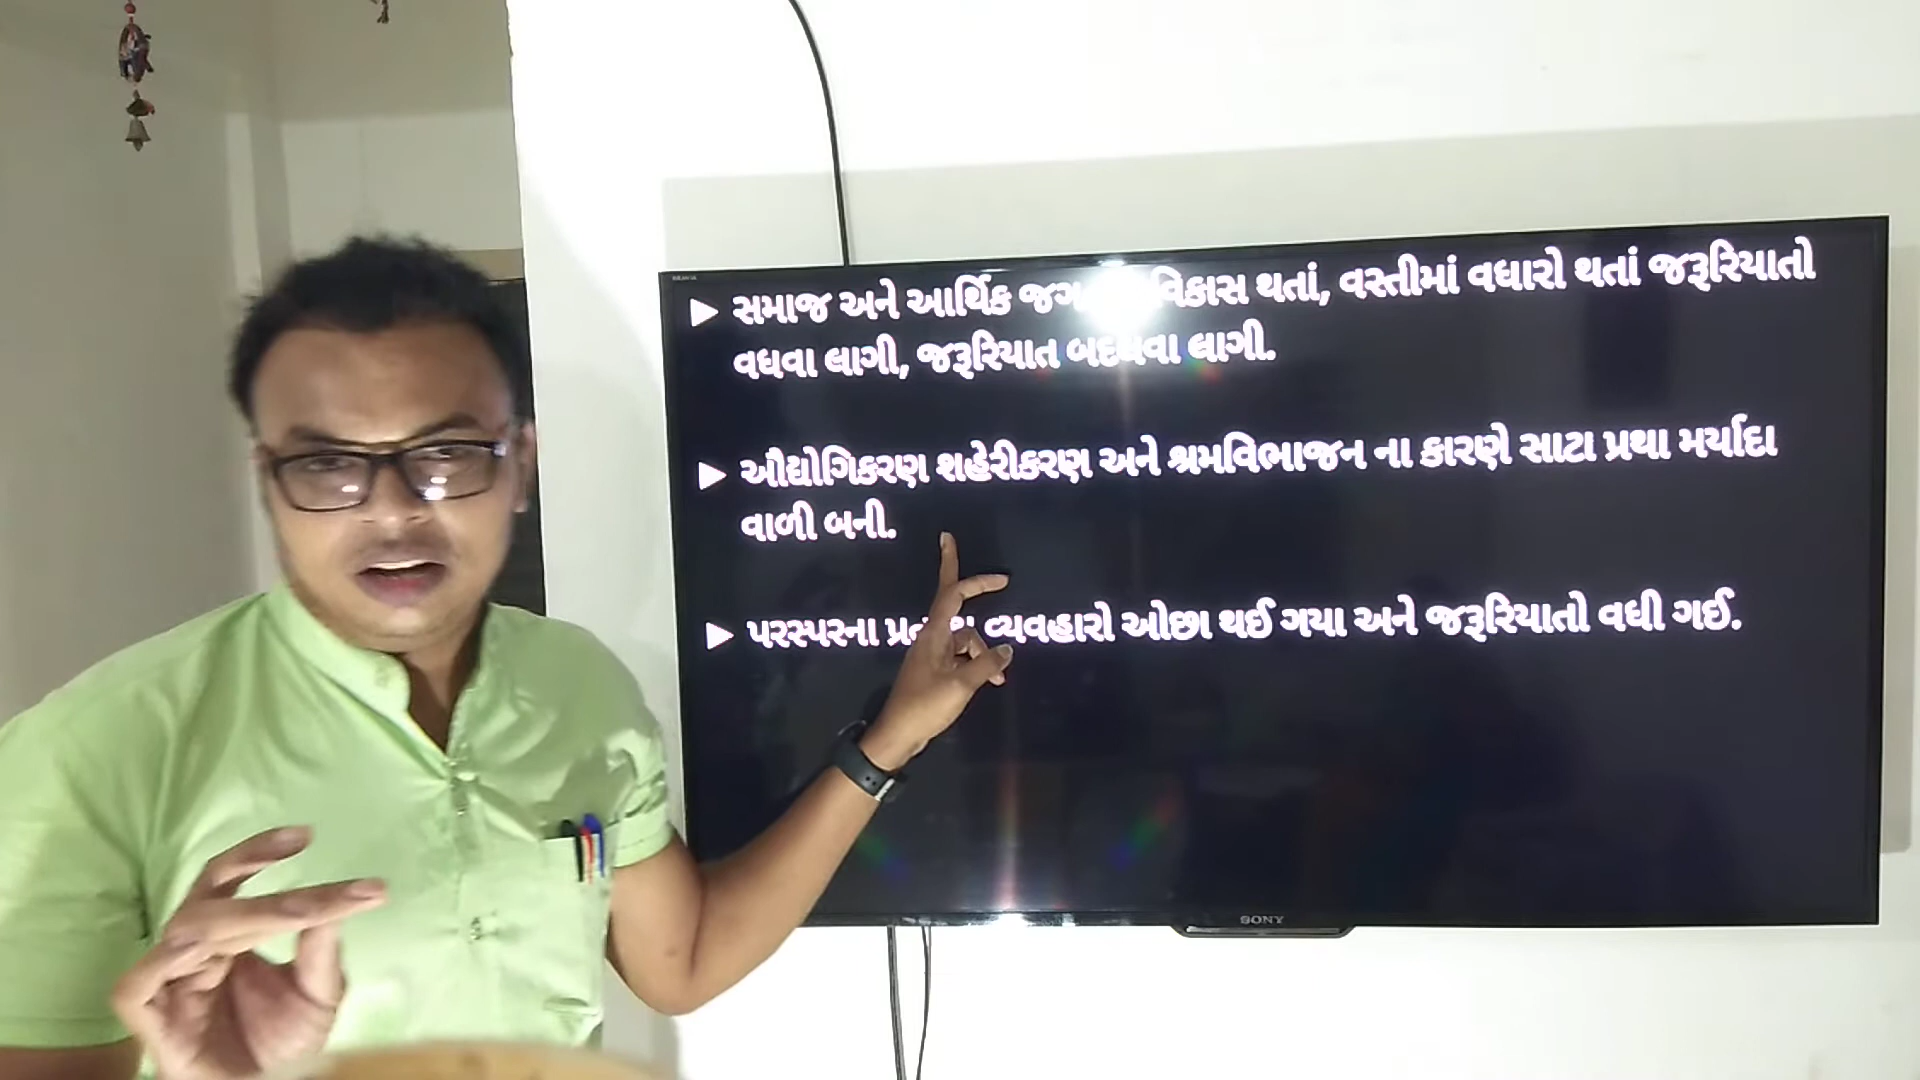 સમાજ અને આર્થિક વિકાસ થતાં, વસ્તીમાં વધારો થતાં જરૂરિયાતો
વધવા લાગી, જરૂરિયાત બદલવા લાગી.
ઔદ્યોગિકરણ શહેરીકરણ અને શ્રમવિભાજન ના કારણે સાટા પ્રથા મર્યાદા
વાળી બની.
પરસ્પરના વ્યવહારો ઓછા થઈ ગયા અને જરૂરિયાતો વધી ગઈ.
SONY